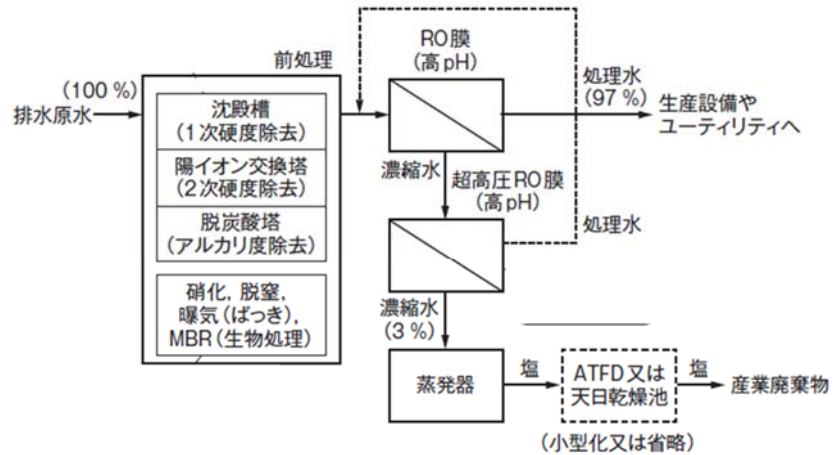 前処理
(100 %)
排水原水
沈殿槽
(1次硬度除去)
陽イオン交換塔
(2次硬度除去)
脱炭酸塔
(アルカリ度除去)
硝化, 脱窒,
曝気(ばっき),
MBR(生物処理)
RO膜
(高pH)
処理水
(97 %)
生産設備や
ユーティリティへ
濃縮水
超高圧RO膜
(高pH)
処理水
濃縮水
(3 %)
蒸発器
塩
ATFD又は
天日乾燥池
塩
産業廃棄物
(小型化又は省略)